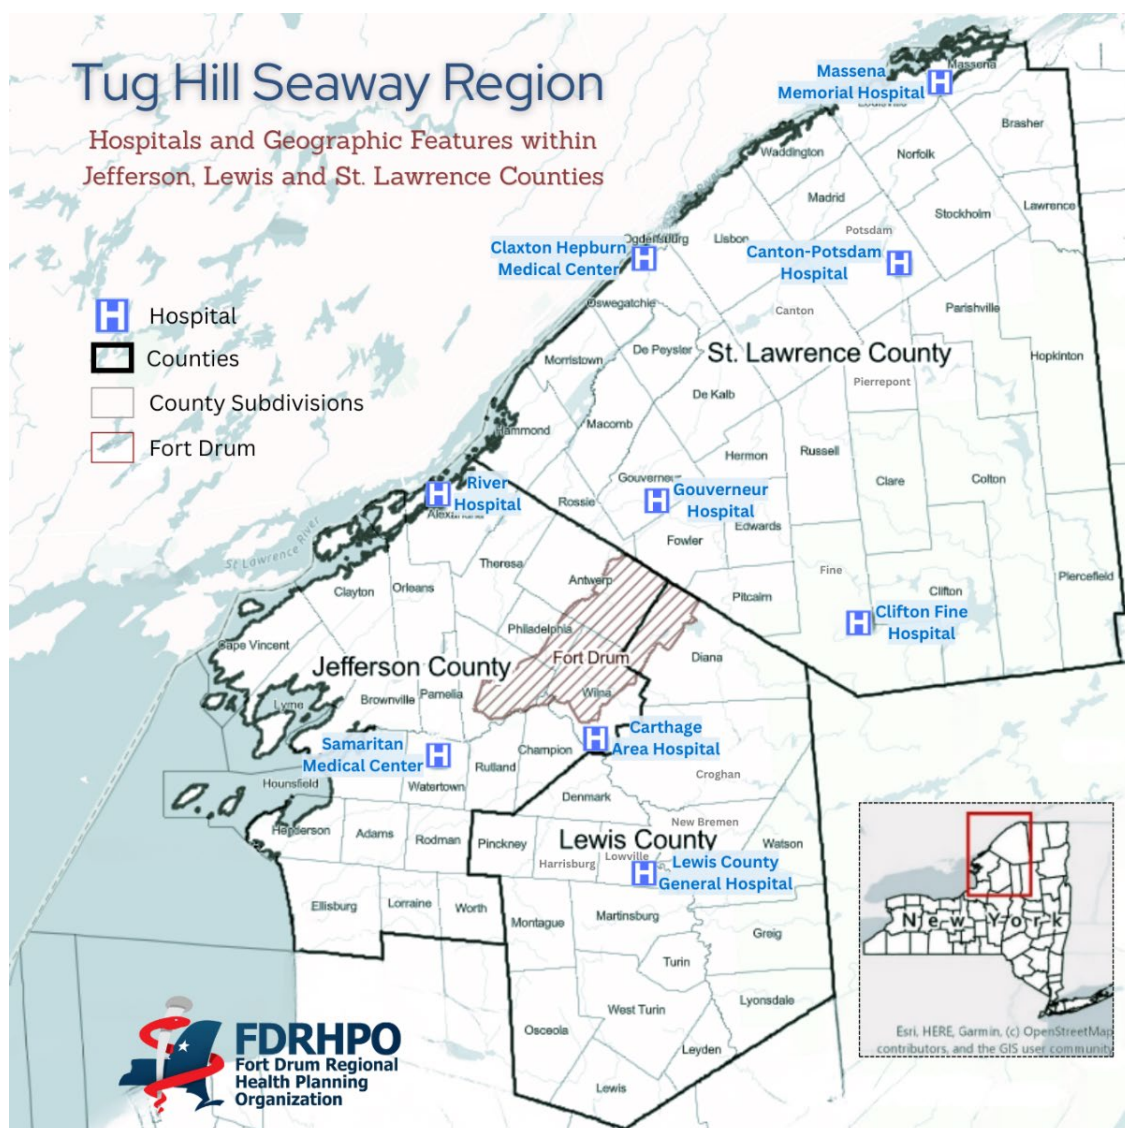 Tug Hill Seaway Region
Hospitals and Geographic Features within
Jefferson, Lewis and St. Lawrence Counties
Hospital
Counties
County Subdivisions
Fort Drum
Massena
Memorial Hospital
Massena
Brasher
Waddington
Norfolk
Madrid
Lawrence
Stockholm
Potsdam
Ogdensburg
Lisbon
Claxton Hepburn
Medical Center
Canton-Potsdam
Hospital
Oswegatchie
Canton
Parishville
De Peyster
St. Lawrence County
Morristown
Hopkinton
Pierrepont
De Kalb
Macomb
Hammond
Hermon
Russell
Clare
Colton
River
Hospital
Gouverneur
Rossie
Gouverneur
Hospital
Edwards
Fowler
St Lawrence River
Theresa
Antwerp
Fine
Clifton
Piercefield
Clayton
Orleans
Pitcairn
Clifton Fine
Hospital
Philadelphia
Cape Vincent
Jefferson County
Fort Drum
Diana
Brownville
Pamelia
Wilna
Lyme
Samaritan
Medical Center
Champion
Carthage
Area Hospital
Rutland
Watertown
Croghan
Hounsfield
Denmark
Henderson
Adams
Rodman
Pinckney
New Bremen
Lewis County
Watson
Harrisburg
Lowville
Lewis County
General Hospital
Ellisburg
Lorraine
Worth
Montague
Martinsburg
Greig
Turin
Lyonsdale
West Turin
Osceola
Leyden
Lewis
New York
Esri, HERE, Garmin, (c) OpenStreetMap
contributors, and the GIS user community
FDRHPO
Fort Drum Regional
Health Planning
Organization